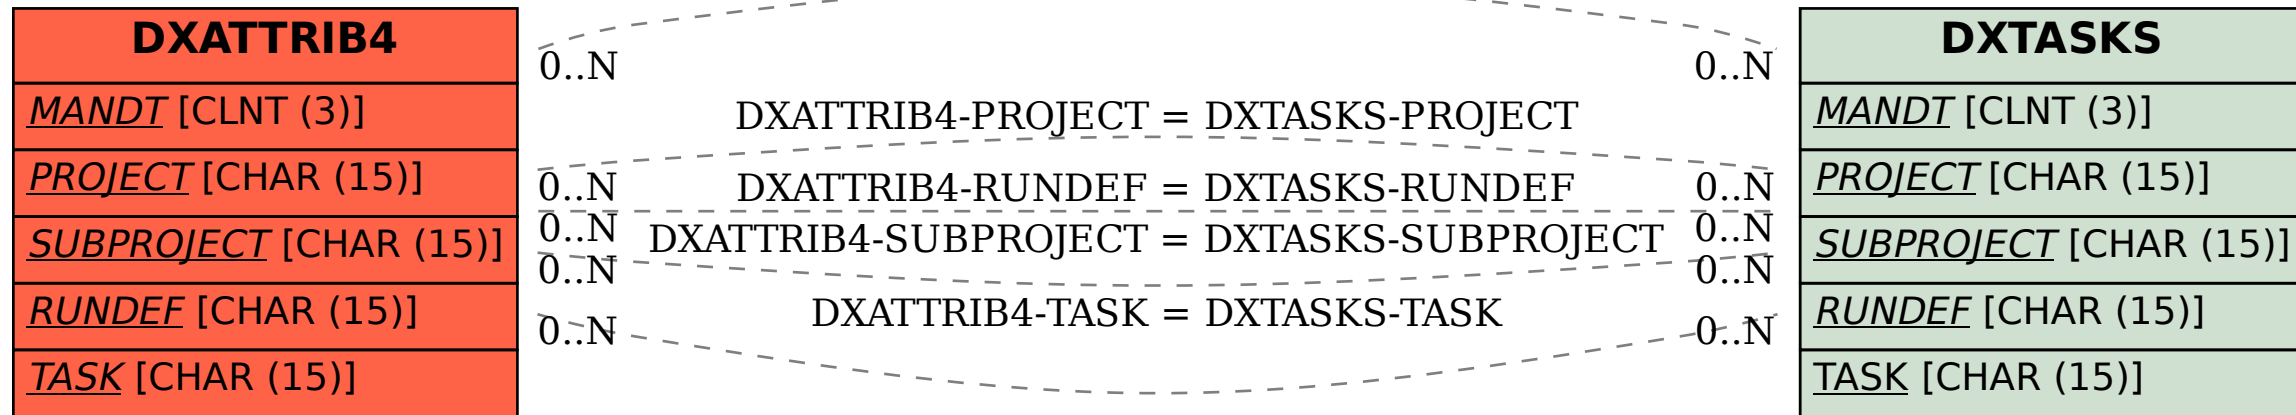 DXATTRIB4
MANDT [CLNT (3)]
PROJECT [CHAR (15)]
SUBPROJECT [CHAR (15)]
RUNDEF [CHAR (15)]
TASK [CHAR (15)]
0..N
0..N
DXATTRIB4-PROJECT = DXTASKS-PROJECT
0..N
DXATTRIB4-RUNDEF = DXTASKS-RUNDEF
0..N
0..N
DXATTRIB4-SUBPROJECT = DXTASKS-SUBPROJECT
0..N
0..N
0..N
0..N
DXATTRIB4-TASK = DXTASKS-TASK
0..N
DXTASKS
MANDT [CLNT (3)]
PROJECT [CHAR (15)]
SUBPROJECT [CHAR (15)]
RUNDEF [CHAR (15)]
TASK [CHAR (15)]